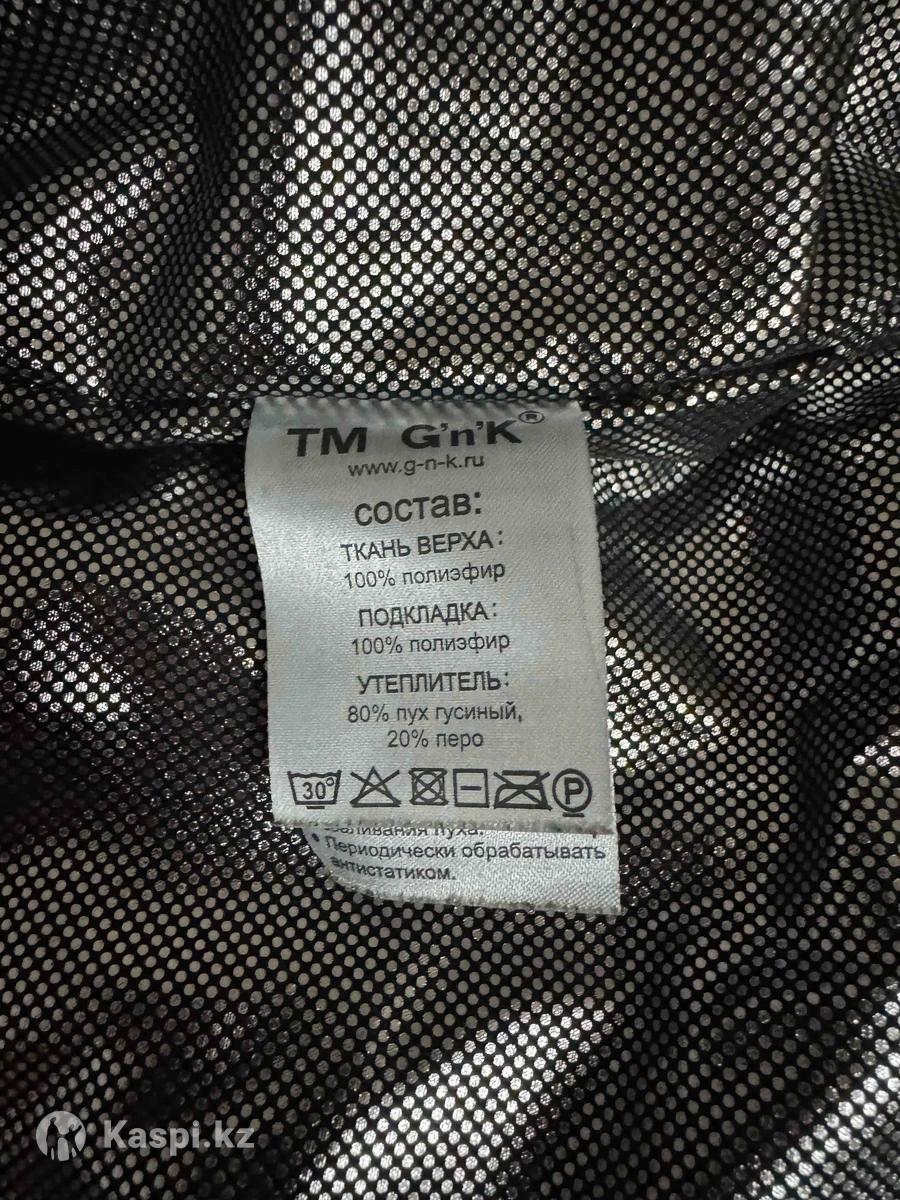 TM G'n'K®
www.g-n-k.ru
состав:
ТКАНЬ ВЕРХА:
100% полиэфир
ПОДКЛАДКА:
100% полиэфир
УТЕПЛИТЕЛЬ:
80% пух гусиный,
20% перо
30° P
пуха,
• Периодически обрабатывать
антистатиком.
Kaspi.kz